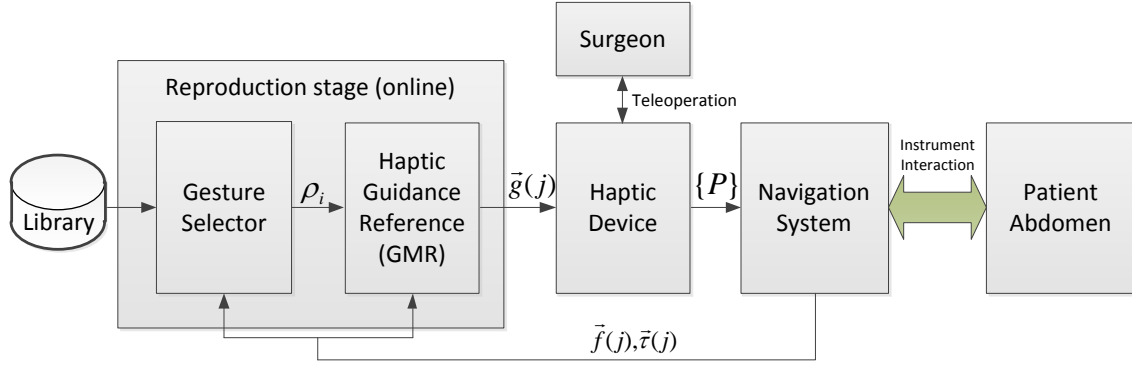 Surgeon
Reproduction stage (online)
Teleoperation
Library
Gesture
Selector
ρᵢ
Haptic
Guidance
Reference
(GMR)
g⃗(j)
Haptic
Device
{P}
Navigation
System
Instrument
Interaction
Patient
Abdomen
f⃗(j),τ⃗(j)